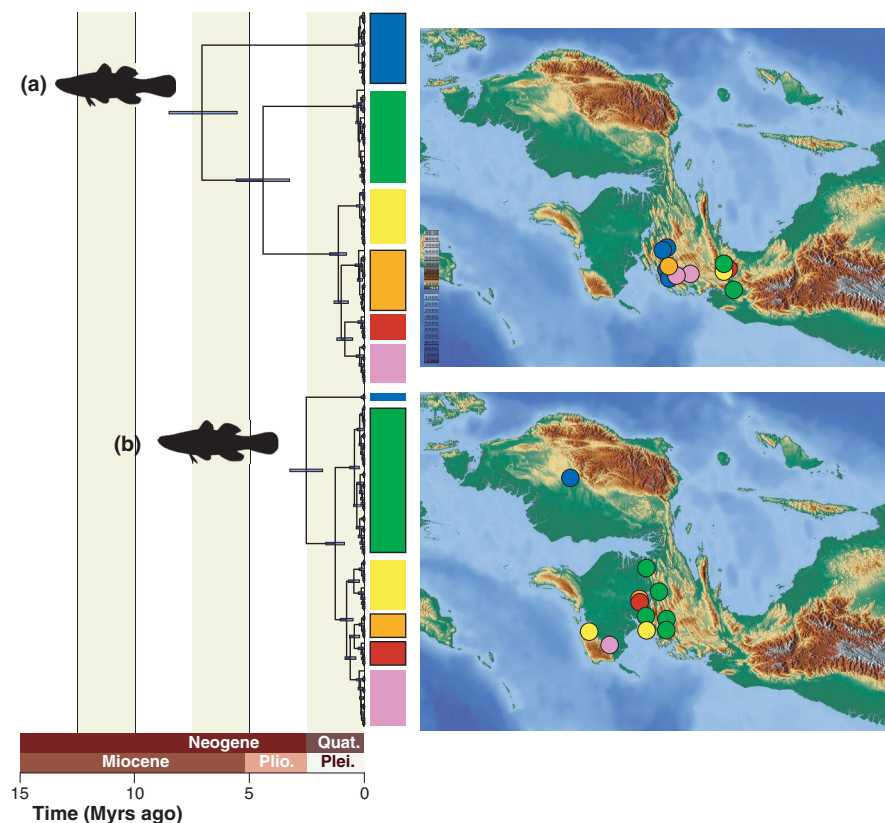 (a)
(b)
Neogene Quat.
Miocene Plio. Plei.
15 10 5 0
Time (Myrs ago)